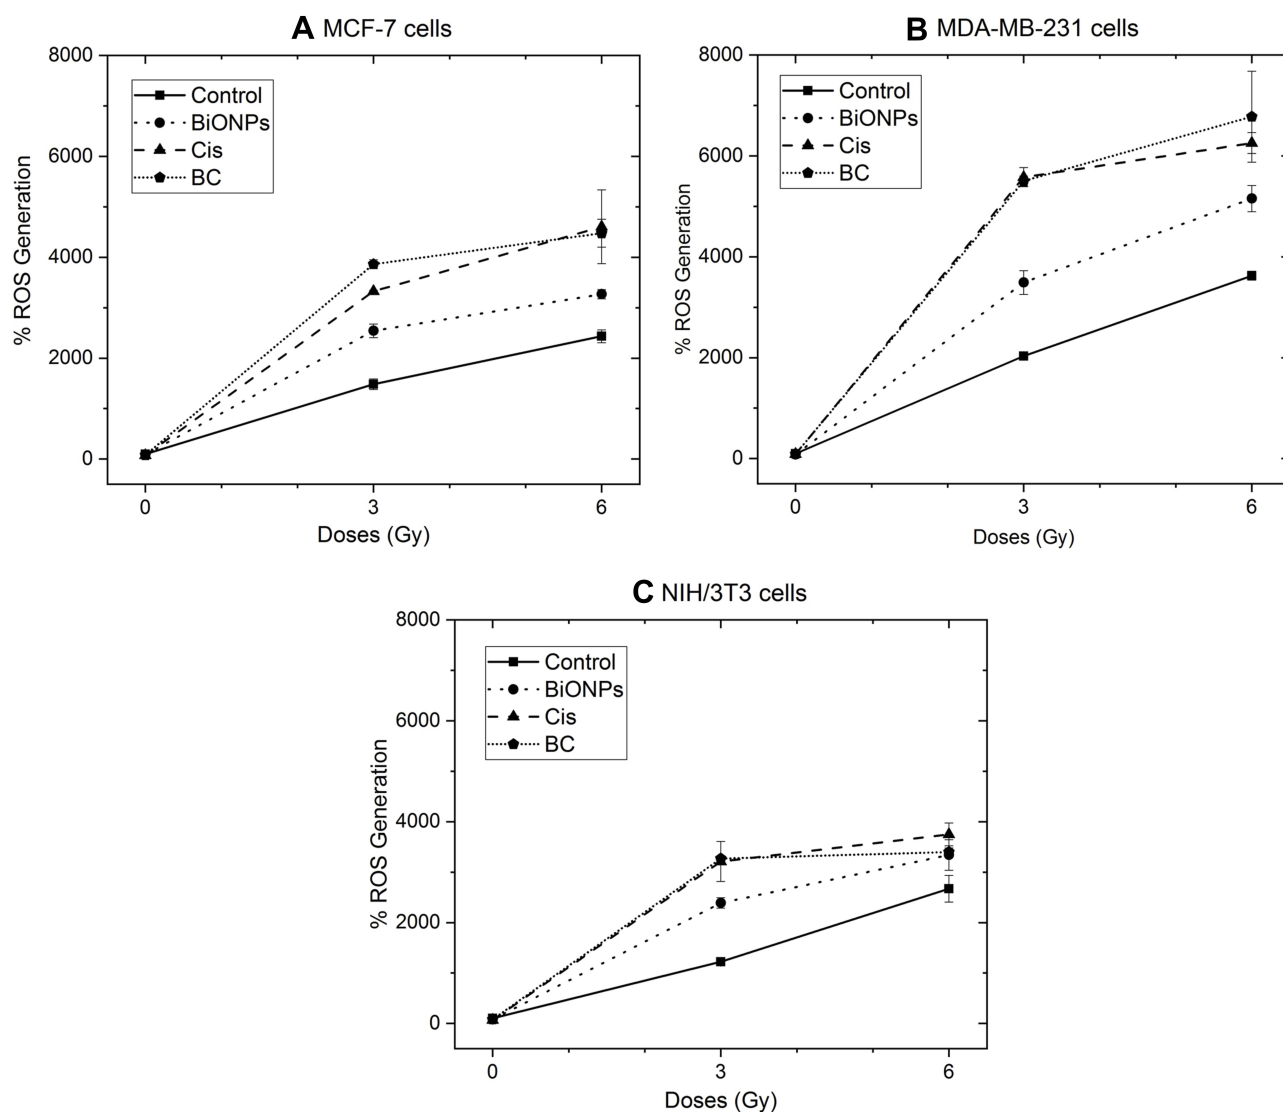 A MCF-7 cells
8000
6000
4000
2000
0
% ROS Generation
Control
BiONPs
Cis
BC
0 3 6
Doses (Gy)
B MDA-MB-231 cells
8000
6000
4000
2000
0
% ROS Generation
Control
BiONPs
Cis
BC
0 3 6
Doses (Gy)
C NIH/3T3 cells
8000
6000
4000
2000
0
% ROS Generation
Control
BiONPs
Cis
BC
0 3 6
Doses (Gy)